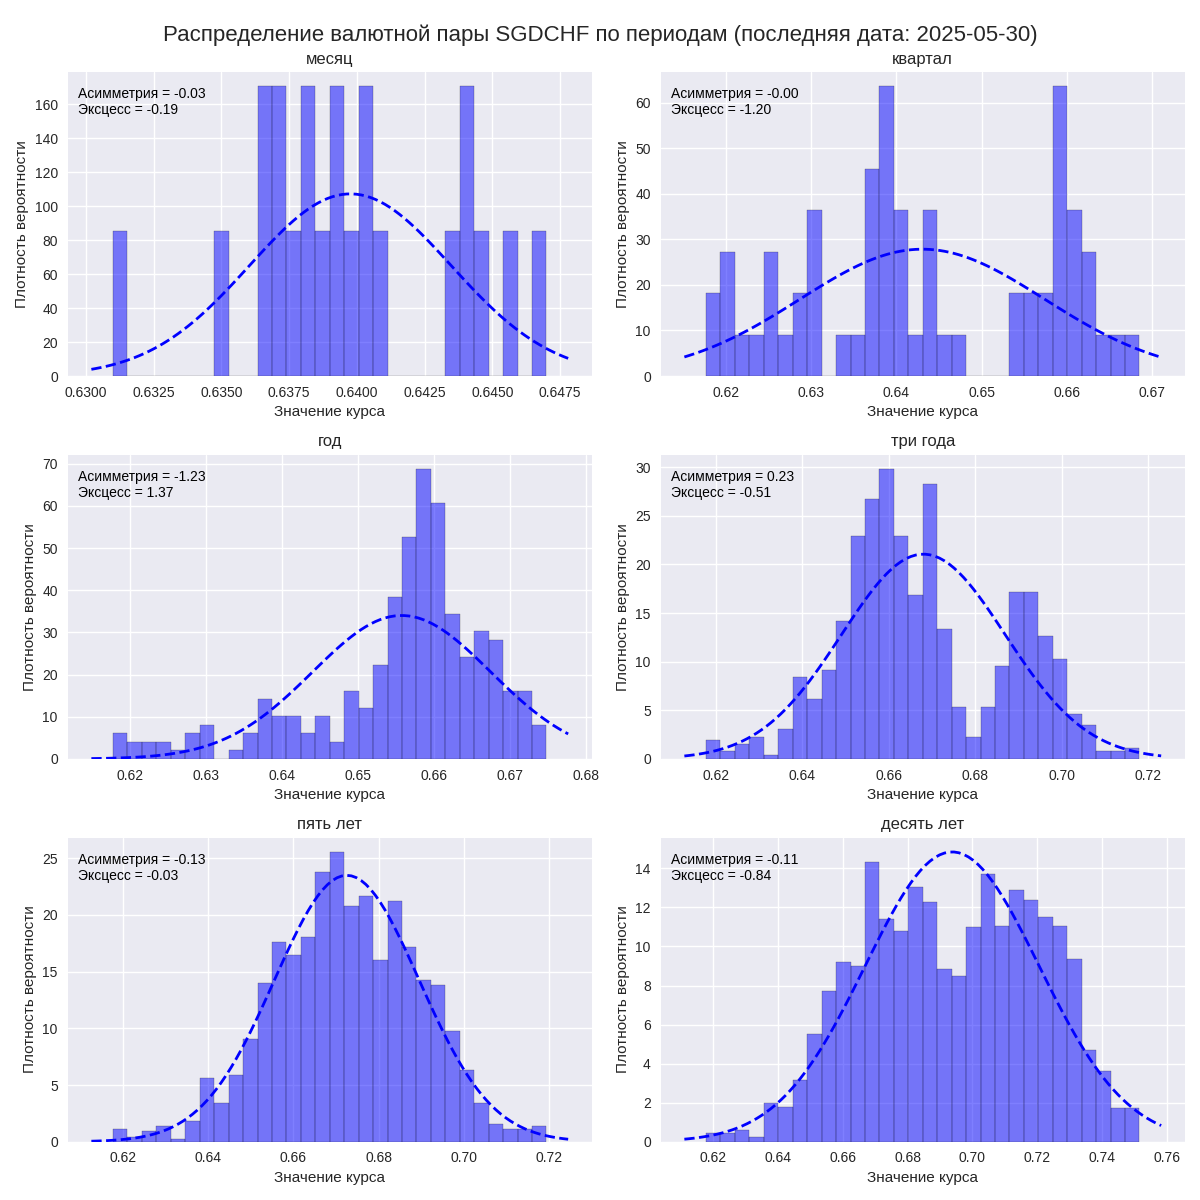 Распределение валютной пары SGDCHF по периодам (последняя дата: 2025-05-30)
месяц
Асимметрия = -0.03
Эксцесс = -0.19
Плотность вероятности
160
140
120
100
80
60
40
20
0
0.6300 0.6325 0.6350 0.6375 0.6400 0.6425 0.6450 0.6475
Значение курса
квартал
Асимметрия = -0.00
Эксцесс = -1.20
Плотность вероятности
60
50
40
30
20
10
0
0.62 0.63 0.64 0.65 0.66 0.67
Значение курса
год
Асимметрия = -1.23
Эксцесс = 1.37
Плотность вероятности
70
60
50
40
30
20
10
0
0.62 0.63 0.64 0.65 0.66 0.67 0.68
Значение курса
три года
Асимметрия = 0.23
Эксцесс = -0.51
Плотность вероятности
30
25
20
15
10
5
0
0.62 0.64 0.66 0.68 0.70 0.72
Значение курса
пять лет
Асимметрия = -0.13
Эксцесс = -0.03
Плотность вероятности
25
20
15
10
5
0
0.62 0.64 0.66 0.68 0.70 0.72
Значение курса
десять лет
Асимметрия = -0.11
Эксцесс = -0.84
Плотность вероятности
14
12
10
8
6
4
2
0
0.62 0.64 0.66 0.68 0.70 0.72 0.74 0.76
Значение курса